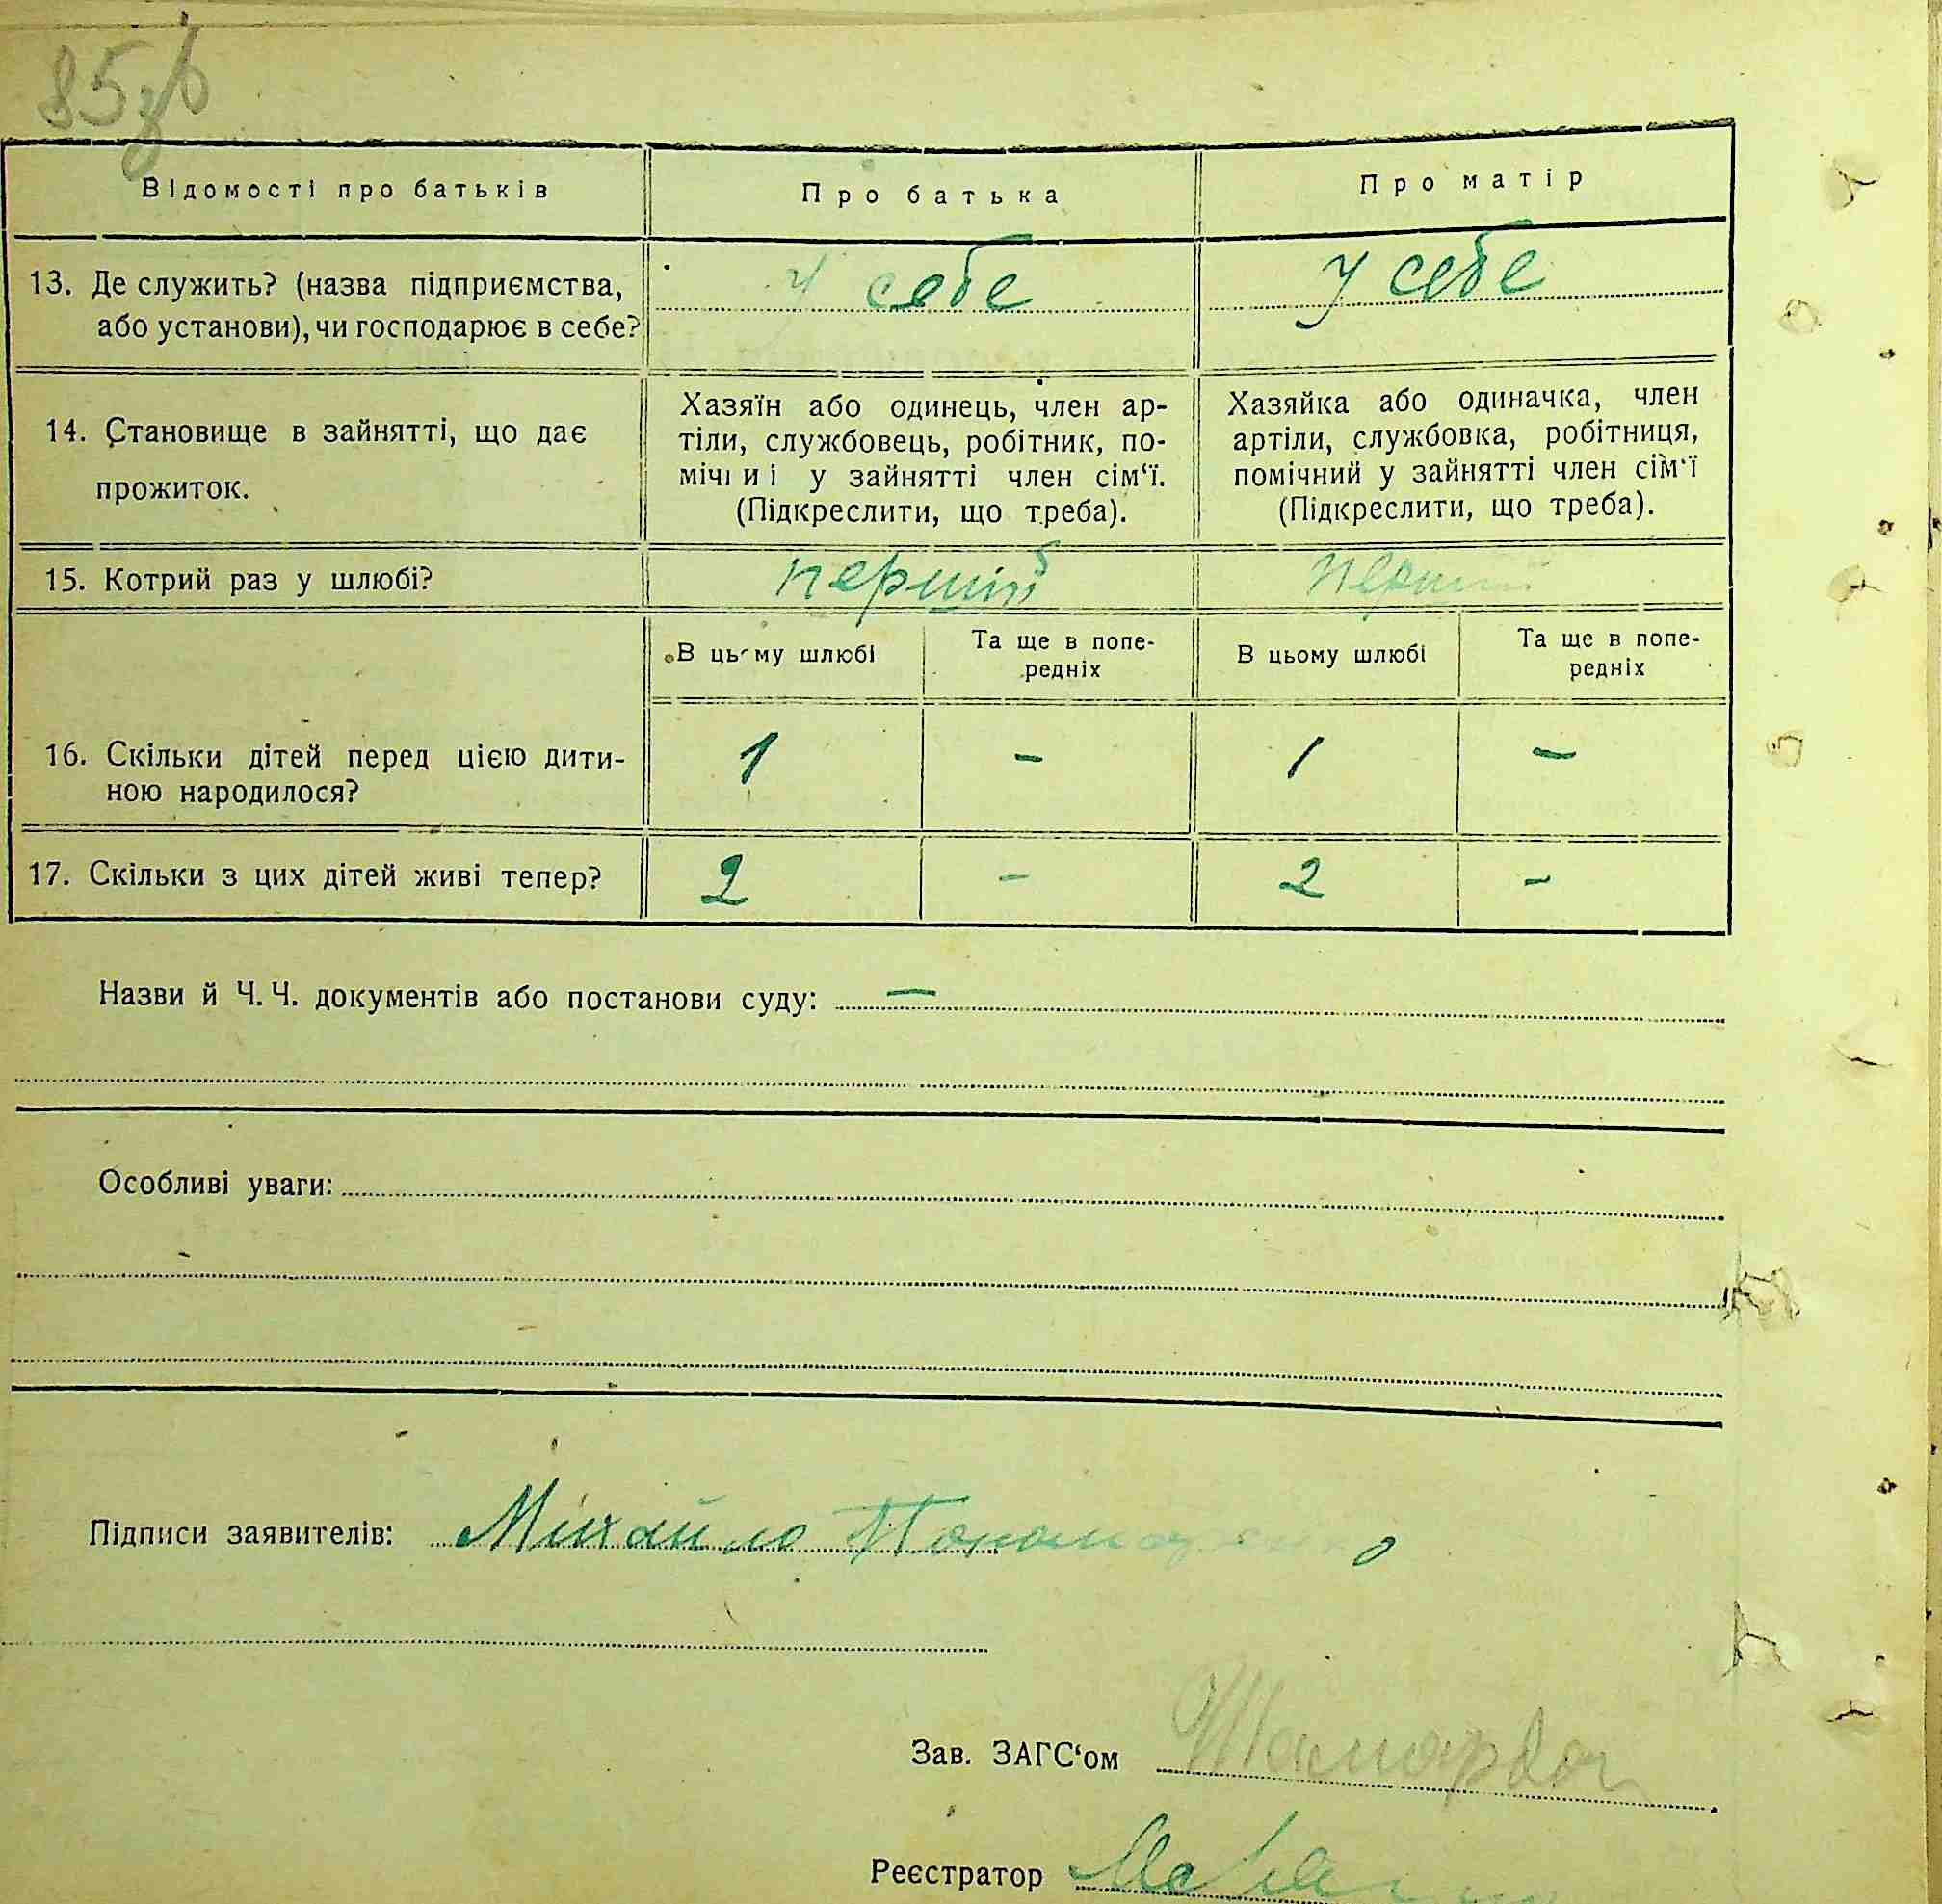 85зв
Відомості про батьків
Про батька
Про матір
13. Де служить? (назва підприємства,
або установи), чи господарює в себе?
у себе
у себе
14. Становище в зайнятті, що дає
прожиток.
Хазяїн або одинець, член ар-
тіли, службовець, робітник, по-
мічний у зайнятті член сім'ї.
(Підкреслити, що треба).
Хазяйка або одиначка, член
артіли, службовка, робітниця,
помічний у зайнятті член сім'ї
(Підкреслити, що треба).
15. Котрий раз у шлюбі?
перший
перший
В цьму шлюбі
Та ще в попе-
редніх
В цьому шлюбі
Та ще в попе-
редніх
16. Скільки дітей перед цією дити-
ною народилося?
1
-
1
-
17. Скільки з цих дітей живі тепер?
2
-
2
-
Назви й Ч.Ч. документів або постанови суду: —
Особливі уваги:
Підписи заявителів: Михайло Пономаренко
Зав. ЗАГС'ом
Реєстратор